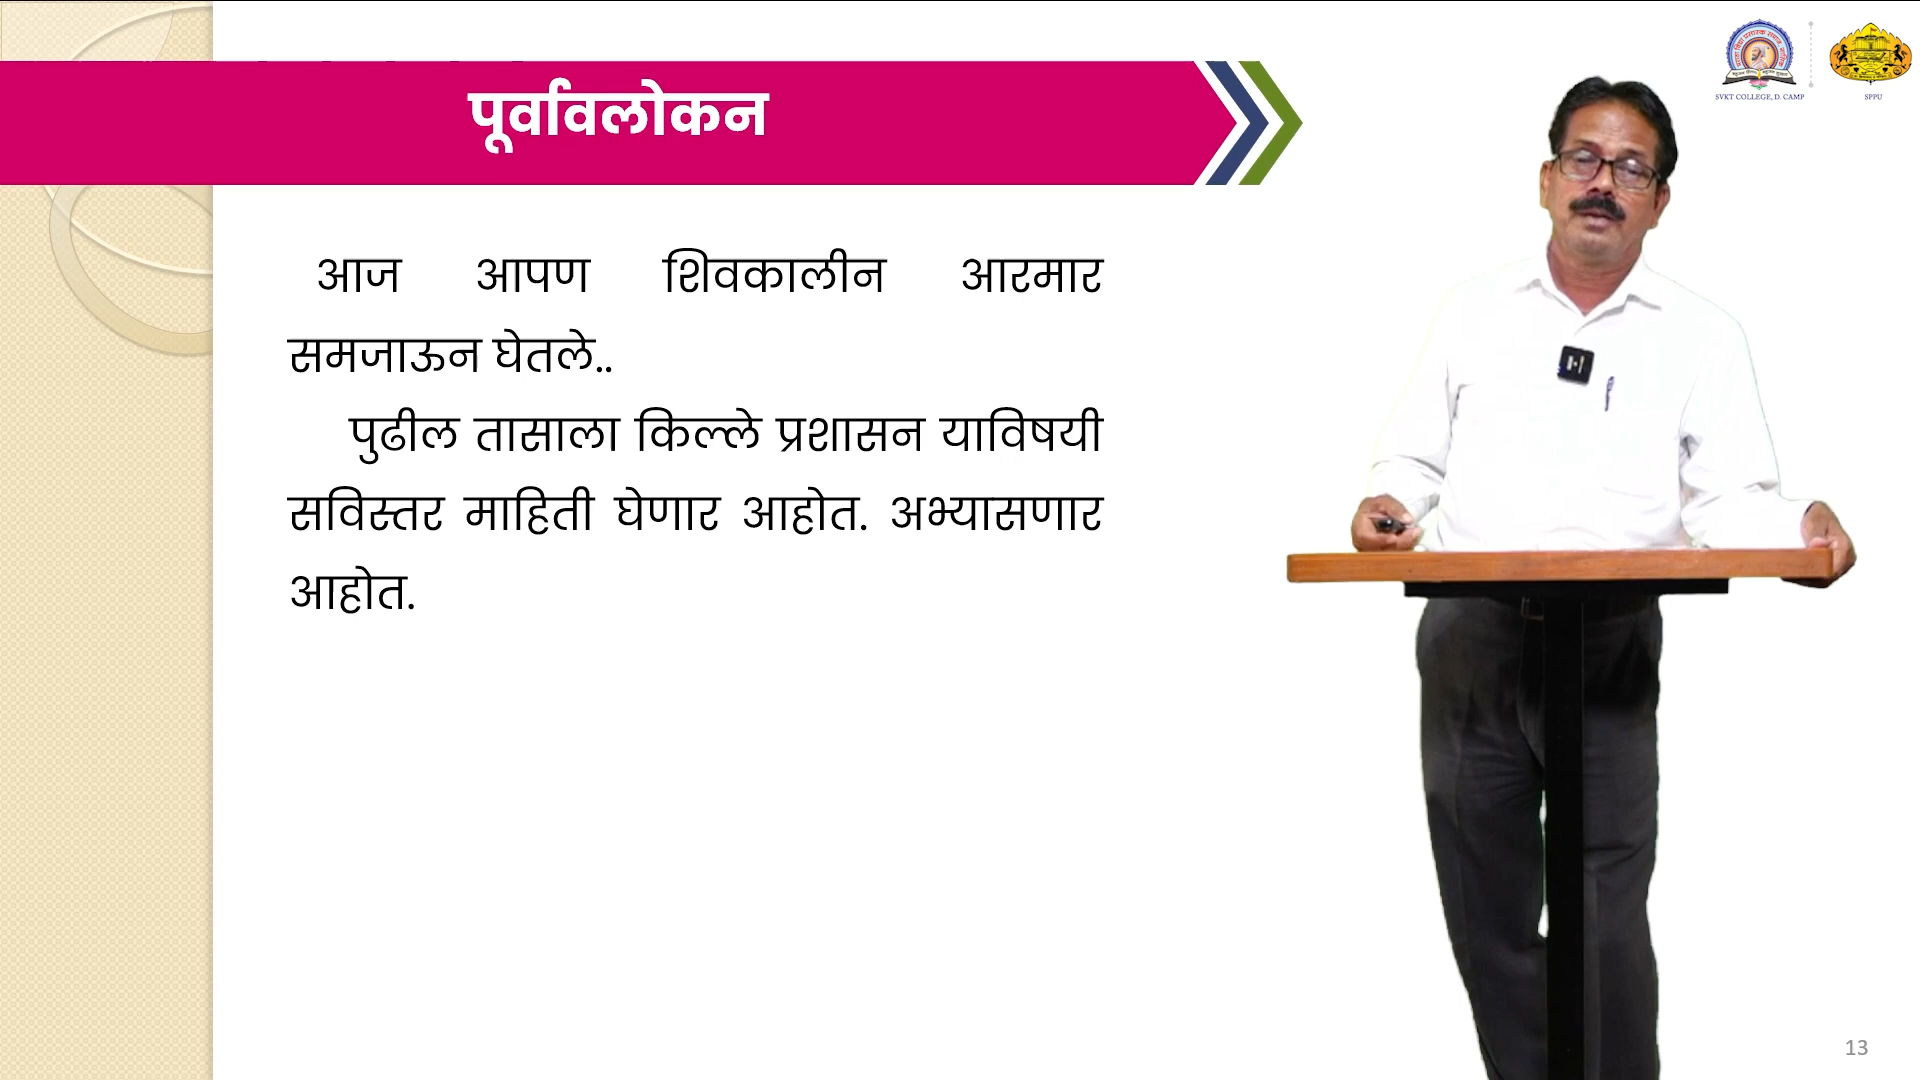 पूर्वावलोकन
SVKT COLLEGE, D. CAMP
SPPU
आज आपण शिवकालीन आरमार
समजाऊन घेतले..
पुढील तासाला किल्ले प्रशासन याविषयी
सविस्तर माहिती घेणार आहोत. अभ्यासणार
आहोत.
13